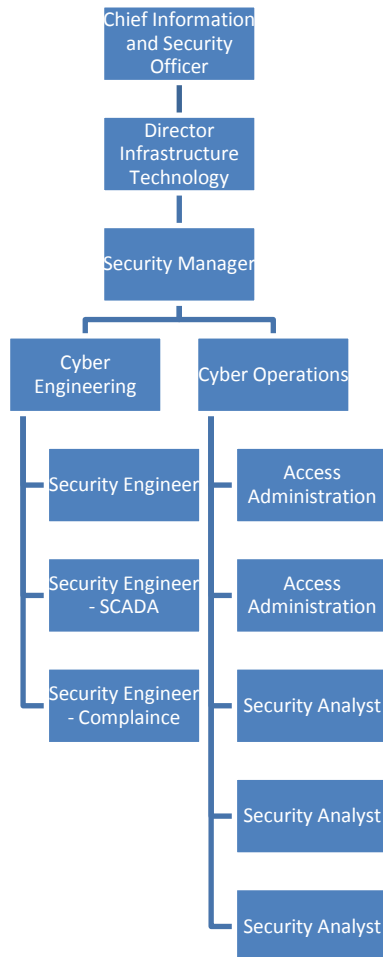 Chief Information
and Security
Officer
Director
Infrastructure
Technology
Security Manager
Cyber
Engineering
Security Engineer
Security Engineer
- SCADA
Security Engineer
- Complaince
Cyber Operations
Access
Administration
Access
Administration
Security Analyst
Security Analyst
Security Analyst